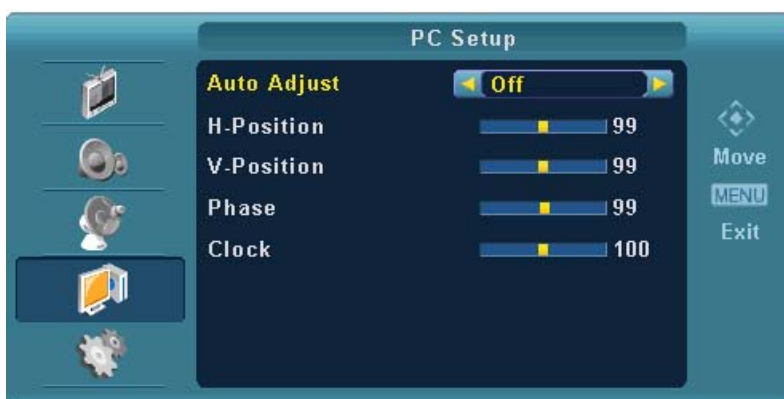 PC Setup
Auto Adjust Off
H-Position 99
V-Position 99
Phase 99
Clock 100
Move
MENU
Exit